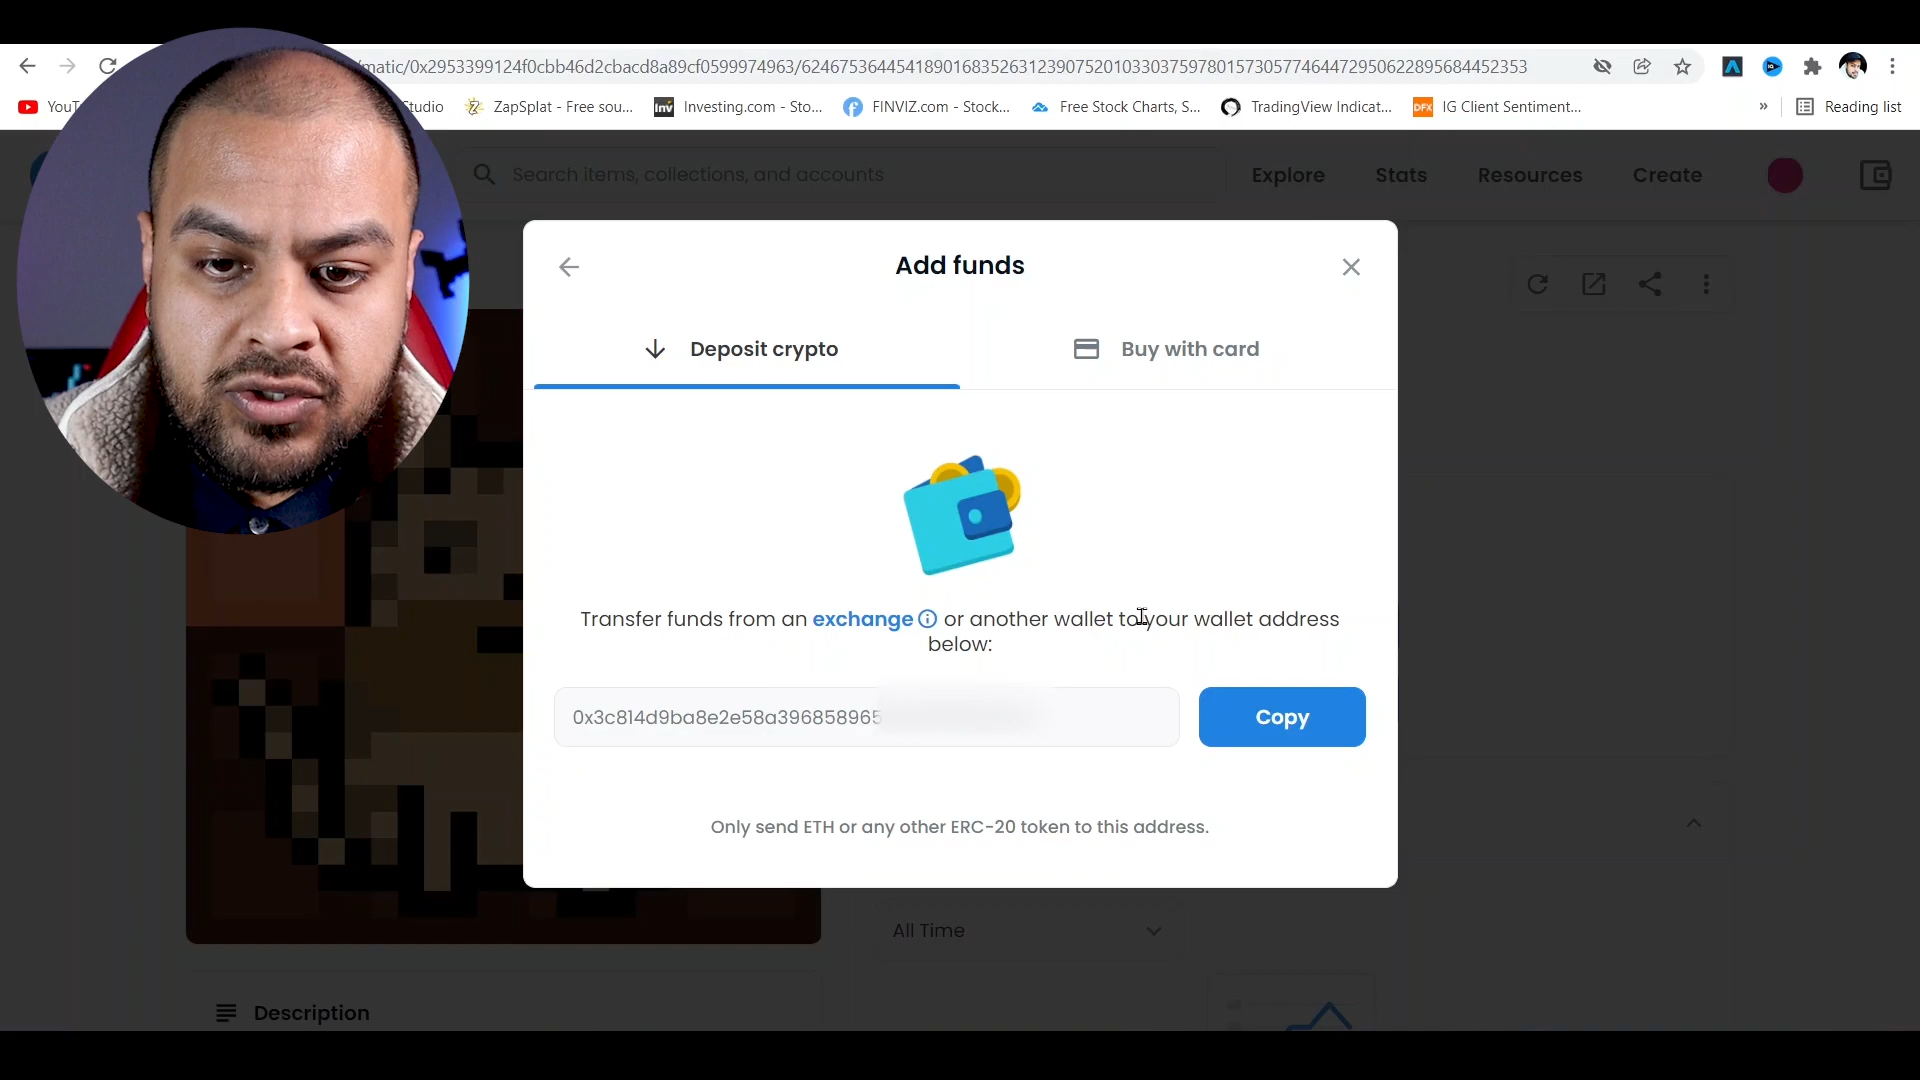 /matic/0x2953399124f0cbb46d2cbacd8a89cf0599974963/62467536445418901683526312390752010330375978015730577464472950622895684452353
YouT
Studio
ZapSplat - Free sou...
Investing.com - Sto...
FINVIZ.com - Stock...
Free Stock Charts, S...
TradingView Indicat...
IG Client Sentiment...
»
Reading list
Search items, collections, and accounts
Explore
Stats
Resources
Create
Add funds
Deposit crypto
Buy with card
Transfer funds from an exchange or another wallet to your wallet address
below:
0x3c814d9ba8e2e58a396858965
Copy
Only send ETH or any other ERC-20 token to this address.
All Time
Description